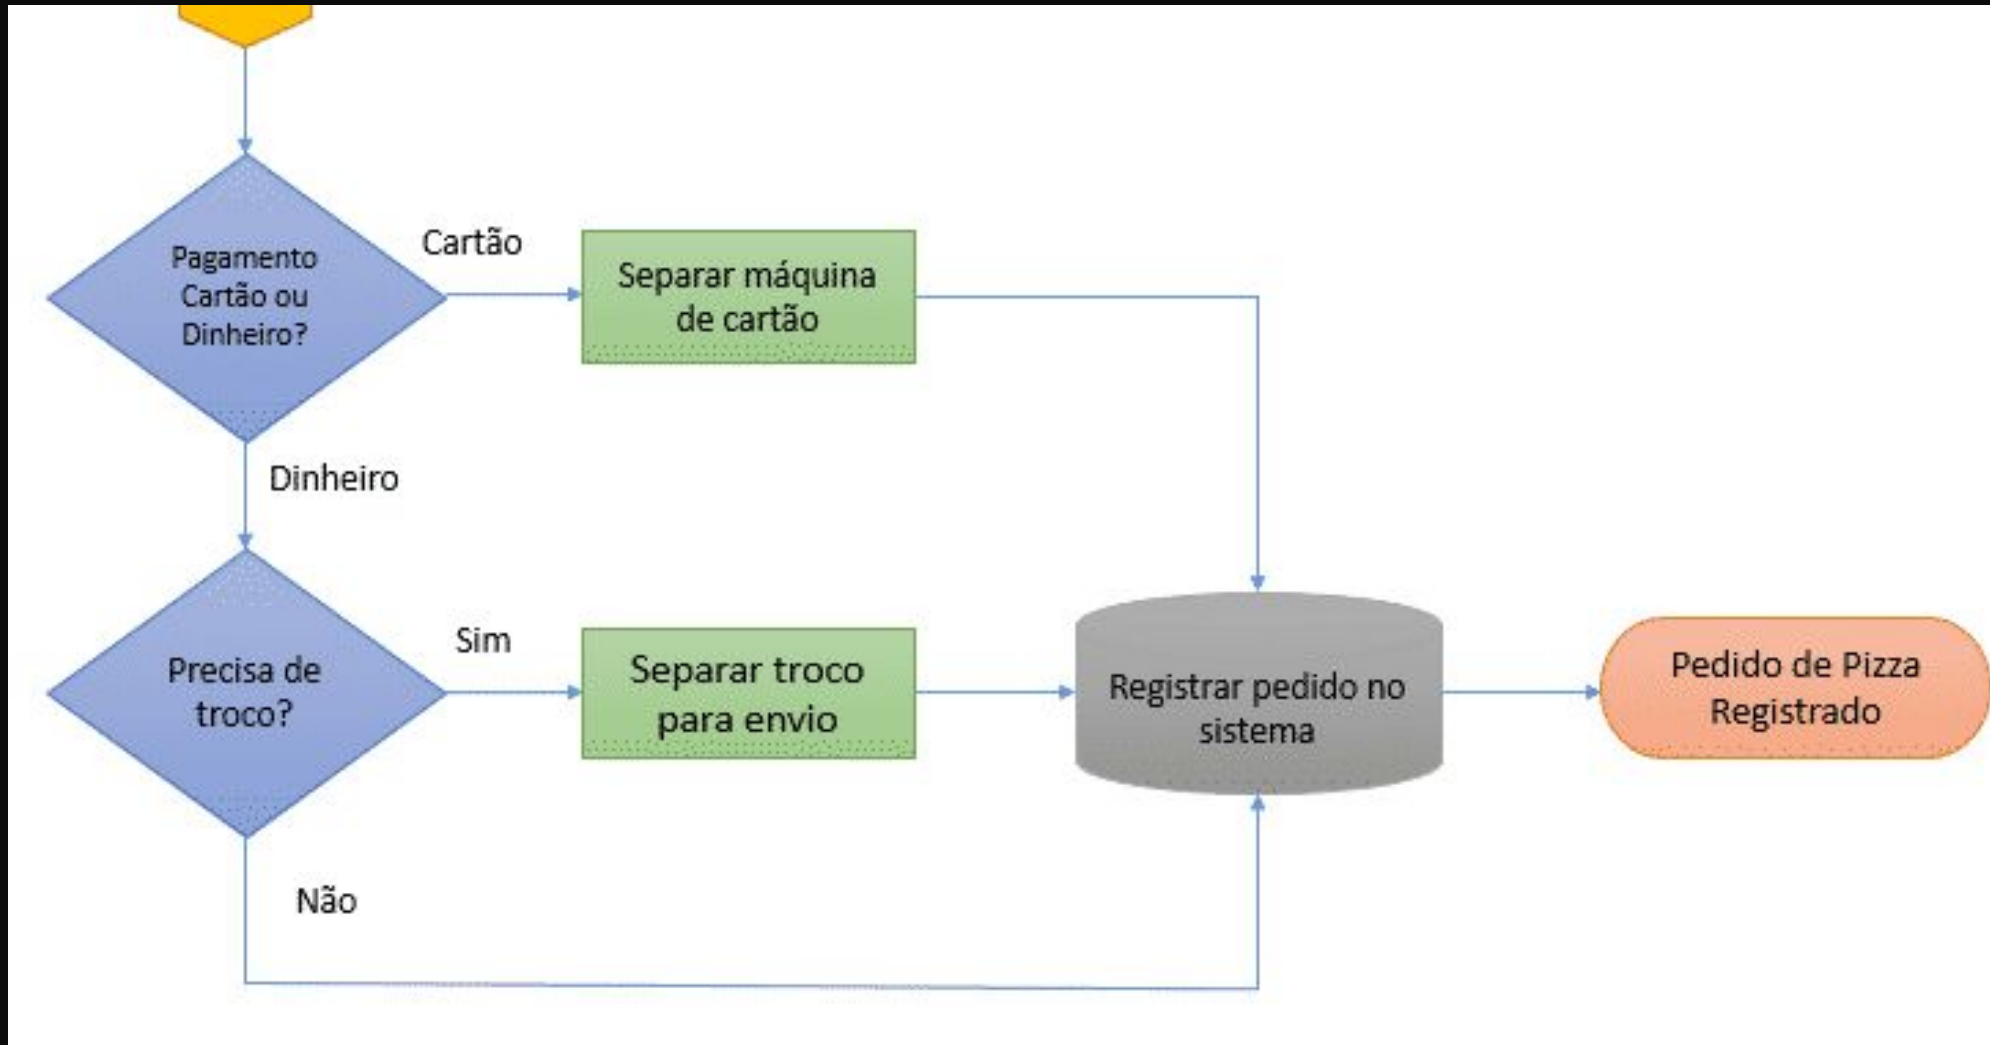 Pagamento
Cartão ou
Dinheiro?
Cartão
Separar máquina
de cartão
Dinheiro
Precisa de
troco?
Sim
Separar troco
para envio
Registrar pedido no
sistema
Pedido de Pizza
Registrado
Não